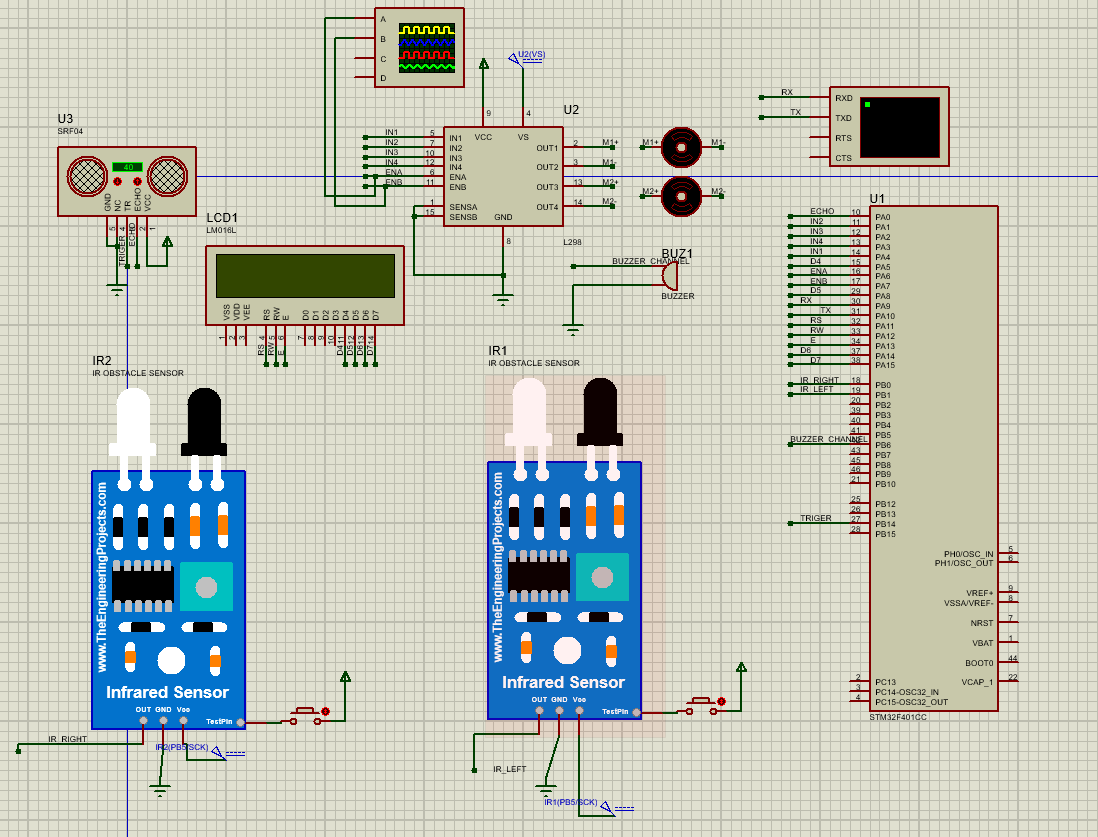 A
B
C
D
U2(VS)
U3
SRF04
40
GND
NC
TR
ECHO
VCC
5
4
2
1
TRIGER
ECHO
U2
9
4
VCC
VS
IN1 5 IN1
IN2 7 IN2
IN3 10 IN3
IN4 12 IN4
ENA 6 ENA
ENB 11 ENB
1 SENSA
15 SENSB
OUT1 2 M1+
OUT2 3 M1-
OUT3 13 M2+
OUT4 14 M2-
GND
8
L298
M1+ M1-
M2+ M2-
RX RXD
TX TXD
RTS
CTS
LCD1
LM016L
VSS
VDD
VEE
RS
RW
E
D0
D1
D2
D3
D4
D5
D6
D7
1
2
3
RS 4
RW 5
E 6
7
8
9
10
D4 11
D5 12
D6 13
D7 14
BUZ1
BUZZER_CHANNEL
BUZZER
U1
ECHO 10 PA0
IN2 11 PA1
IN3 12 PA2
IN4 13 PA3
IN1 14 PA4
D4 15 PA5
ENA 16 PA6
ENB 17 PA7
D5 29 PA8
RX 30 PA9
TX 31 PA10
RS 32 PA11
RW 33 PA12
E 34 PA13
D6 37 PA14
D7 38 PA15
IR_RIGHT 18 PB0
IR_LEFT 19 PB1
20 PB2
39 PB3
40 PB4
41 PB5
BUZZER_CHANNEL PB6
43 PB7
45 PB8
46 PB9
21 PB10
25 PB12
26 PB13
TRIGER 27 PB14
28 PB15
PH0/OSC_IN 5
PH1/OSC_OUT 6
VREF+ 9
VSSA/VREF- 8
NRST 7
VBAT 1
BOOT0 44
VCAP_1 22
2 PC13
3 PC14-OSC32_IN
4 PC15-OSC32_OUT
STM32F401CC
IR2
IR OBSTACLE SENSOR
www.TheEngineeringProjects.com
Infrared Sensor
OUT GND Vcc
TestPin
IR_RIGHT
IR2(PB5/SCK)
IR1
IR OBSTACLE SENSOR
www.TheEngineeringProjects.com
Infrared Sensor
OUT GND Vcc
TestPin
IR_LEFT
IR1(PB5/SCK)